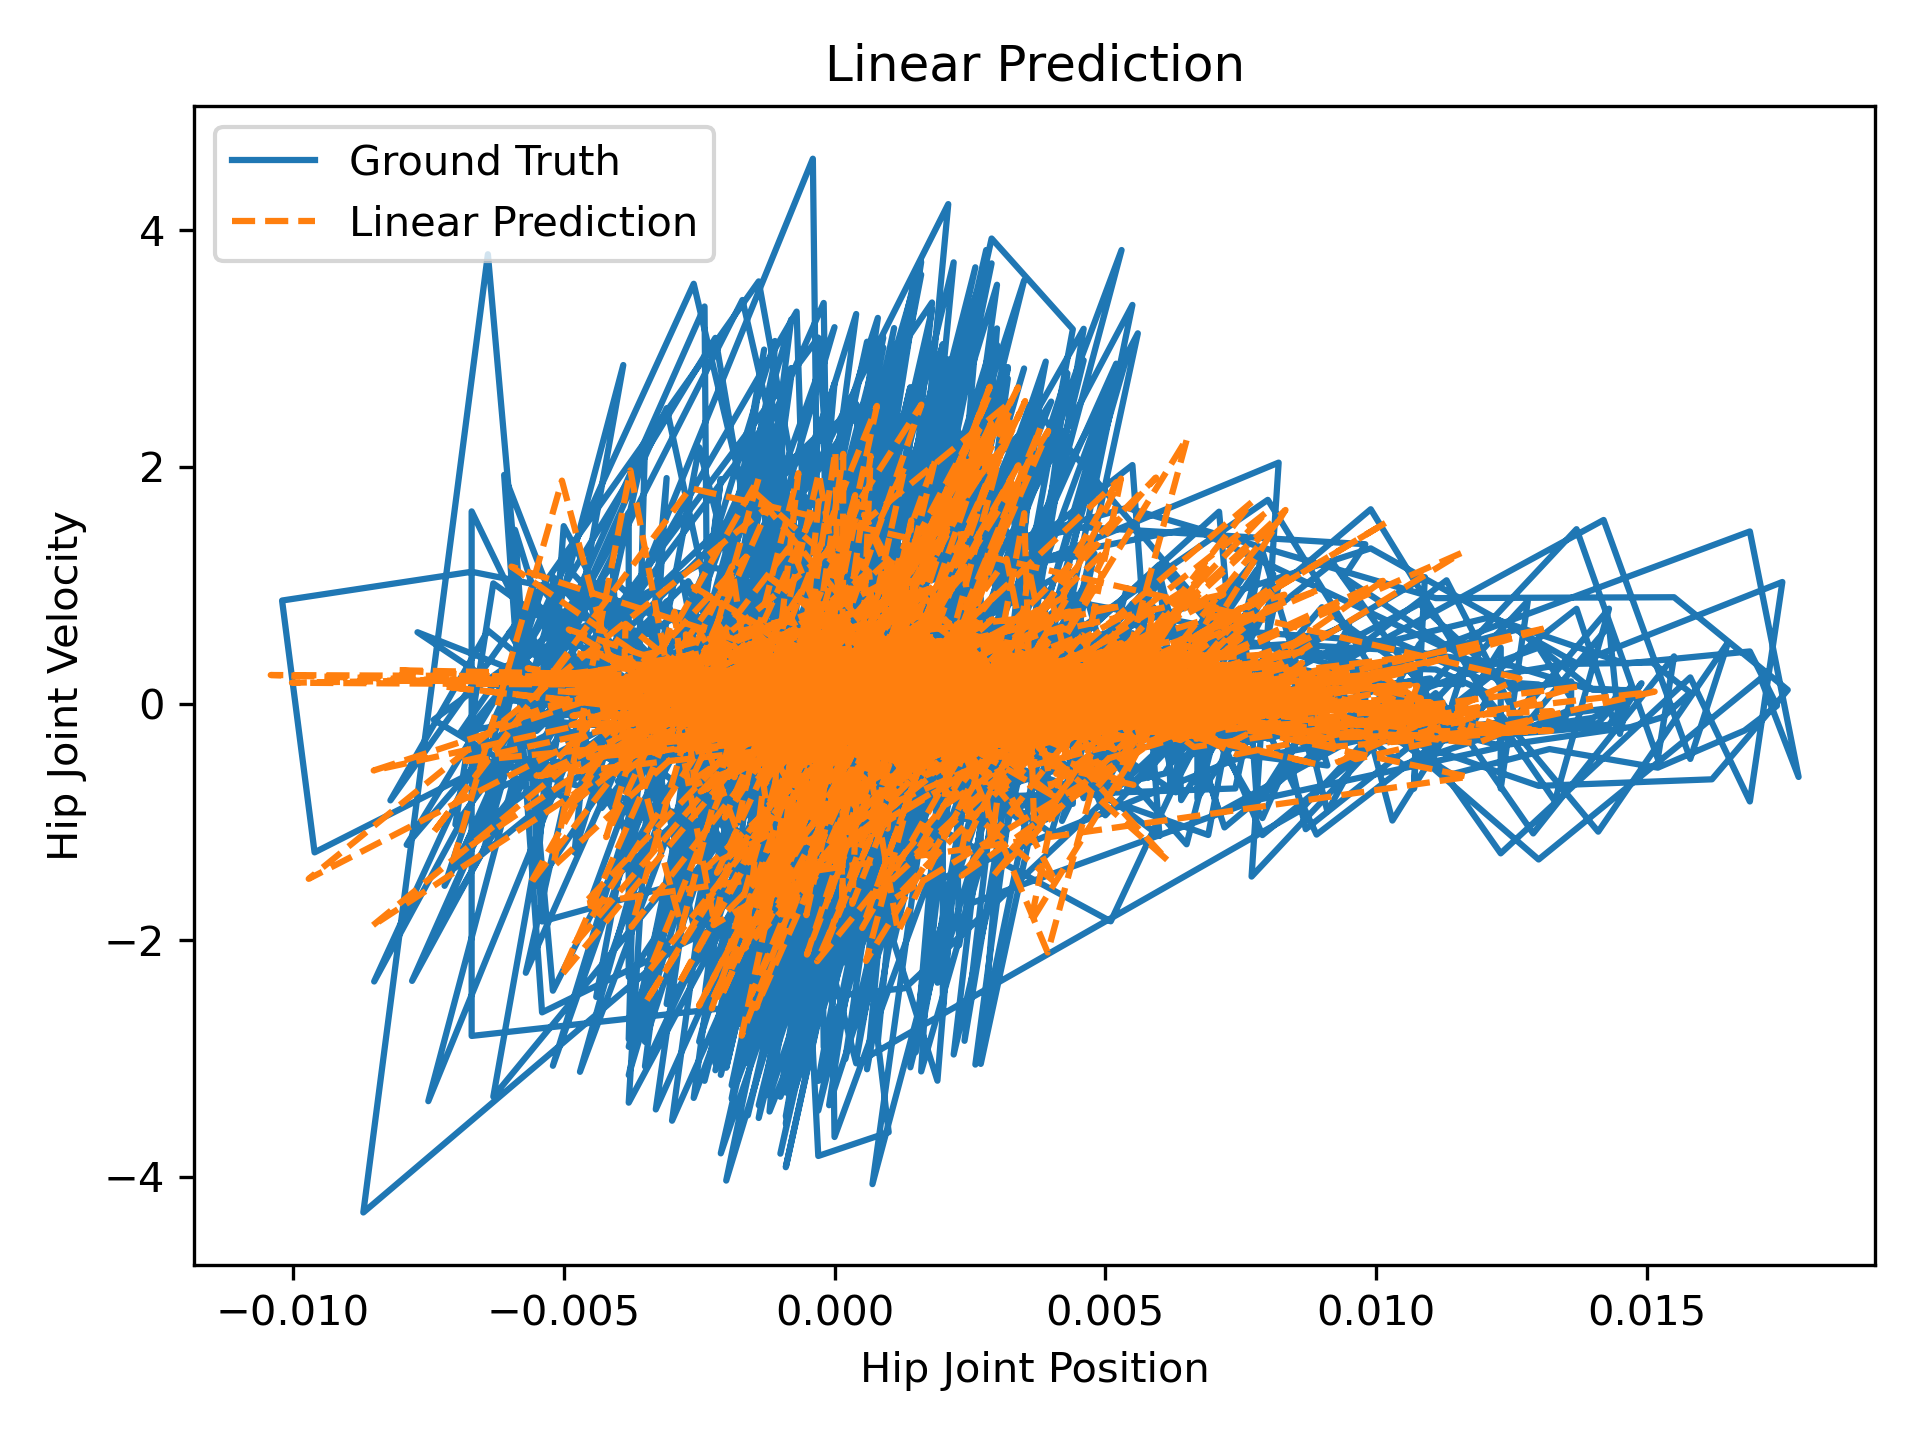 Linear Prediction
Ground Truth
Linear Prediction
4
2
0
−2
−4
Hip Joint Velocity
−0.010 −0.005 0.000 0.005 0.010 0.015
Hip Joint Position